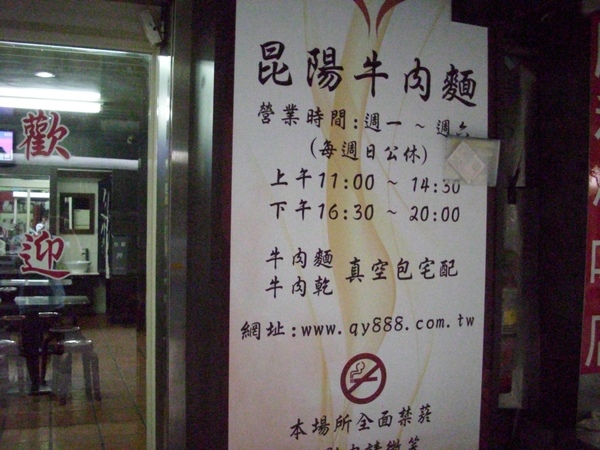 昆陽牛肉麵
營業時間:週一 ~ 週六
(每週日公休)
上午11:00 ~ 14:30
下午16:30 ~ 20:00
牛肉麵
牛肉乾
真空包宅配
網址:www.qy888.com.tw
本場所全面禁菸
歡
迎